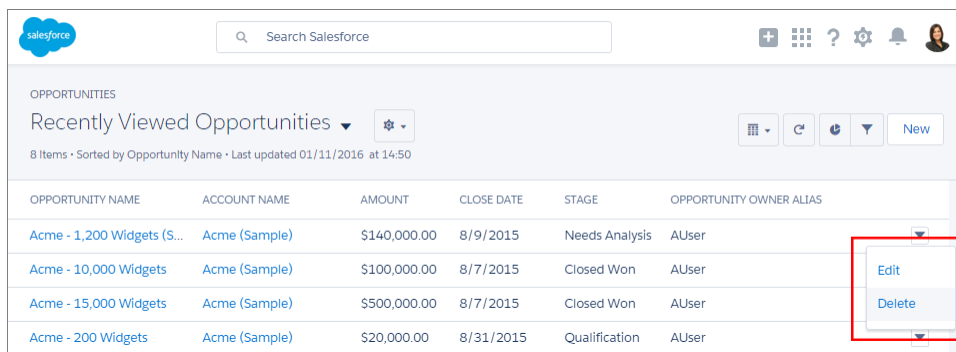 salesforce
Search Salesforce
OPPORTUNITIES
Recently Viewed Opportunities
New
8 Items • Sorted by Opportunity Name • Last updated 01/11/2016 at 14:50
OPPORTUNITY NAME ACCOUNT NAME AMOUNT CLOSE DATE STAGE OPPORTUNITY OWNER ALIAS
Acme - 1,200 Widgets (S... Acme (Sample) $140,000.00 8/9/2015 Needs Analysis AUser
Acme - 10,000 Widgets Acme (Sample) $100,000.00 8/7/2015 Closed Won AUser Edit
Acme - 15,000 Widgets Acme (Sample) $500,000.00 8/7/2015 Closed Won AUser Delete
Acme - 200 Widgets Acme (Sample) $20,000.00 8/31/2015 Qualification AUser